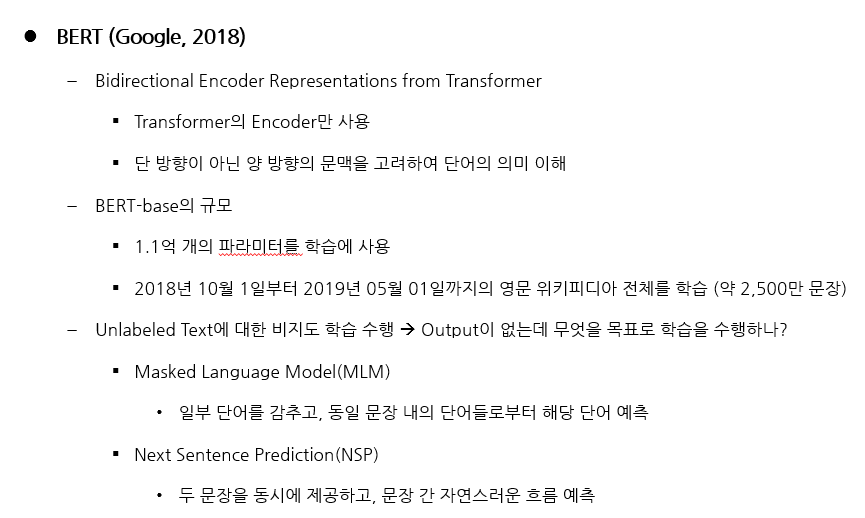 ● BERT (Google, 2018)
– Bidirectional Encoder Representations from Transformer
▪ Transformer의 Encoder만 사용
▪ 단 방향이 아닌 양 방향의 문맥을 고려하여 단어의 의미 이해
– BERT-base의 규모
▪ 1.1억 개의 파라미터를 학습에 사용
▪ 2018년 10월 1일부터 2019년 05월 01일까지의 영문 위키피디아 전체를 학습 (약 2,500만 문장)
– Unlabeled Text에 대한 비지도 학습 수행 → Output이 없는데 무엇을 목표로 학습을 수행하나?
▪ Masked Language Model(MLM)
• 일부 단어를 감추고, 동일 문장 내의 단어들로부터 해당 단어 예측
▪ Next Sentence Prediction(NSP)
• 두 문장을 동시에 제공하고, 문장 간 자연스러운 흐름 예측